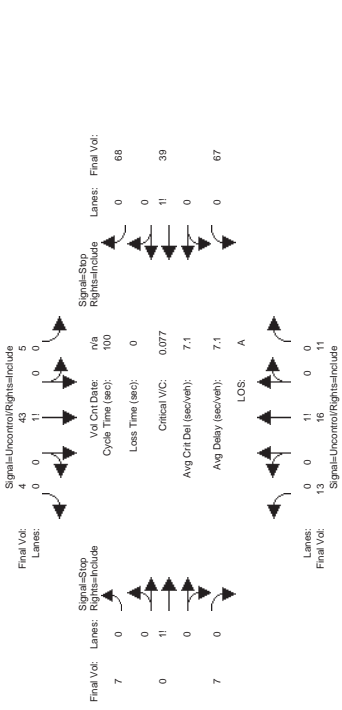 Signal=Uncontrol/Rights=Include
Final Vol: 4 43 5
Lanes: 0 0 1! 0 0
Signal=Stop
Rights=Include
Signal=Stop
Rights=Include
Final Vol: Lanes:
Vol Cnt Date: n/a
Cycle Time (sec): 100
Lanes: Final Vol:
7 0
0 68
0
Loss Time (sec): 0
0
0 1!
Critical V/C: 0.077
1! 39
0
Avg Crit Del (sec/veh): 7.1
0
7 0
Avg Delay (sec/veh): 7.1
0 67
LOS: A
Lanes: 0 0 1! 0 0
Final Vol: 13 16 11
Signal=Uncontrol/Rights=Include